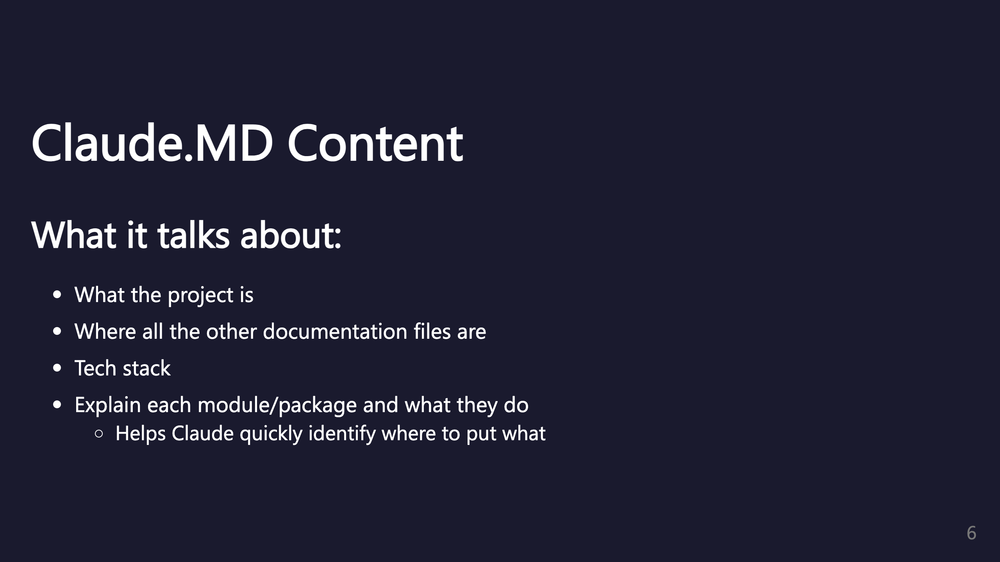 Claude.MD Content
What it talks about:
• What the project is
• Where all the other documentation files are
• Tech stack
• Explain each module/package and what they do
○ Helps Claude quickly identify where to put what
6